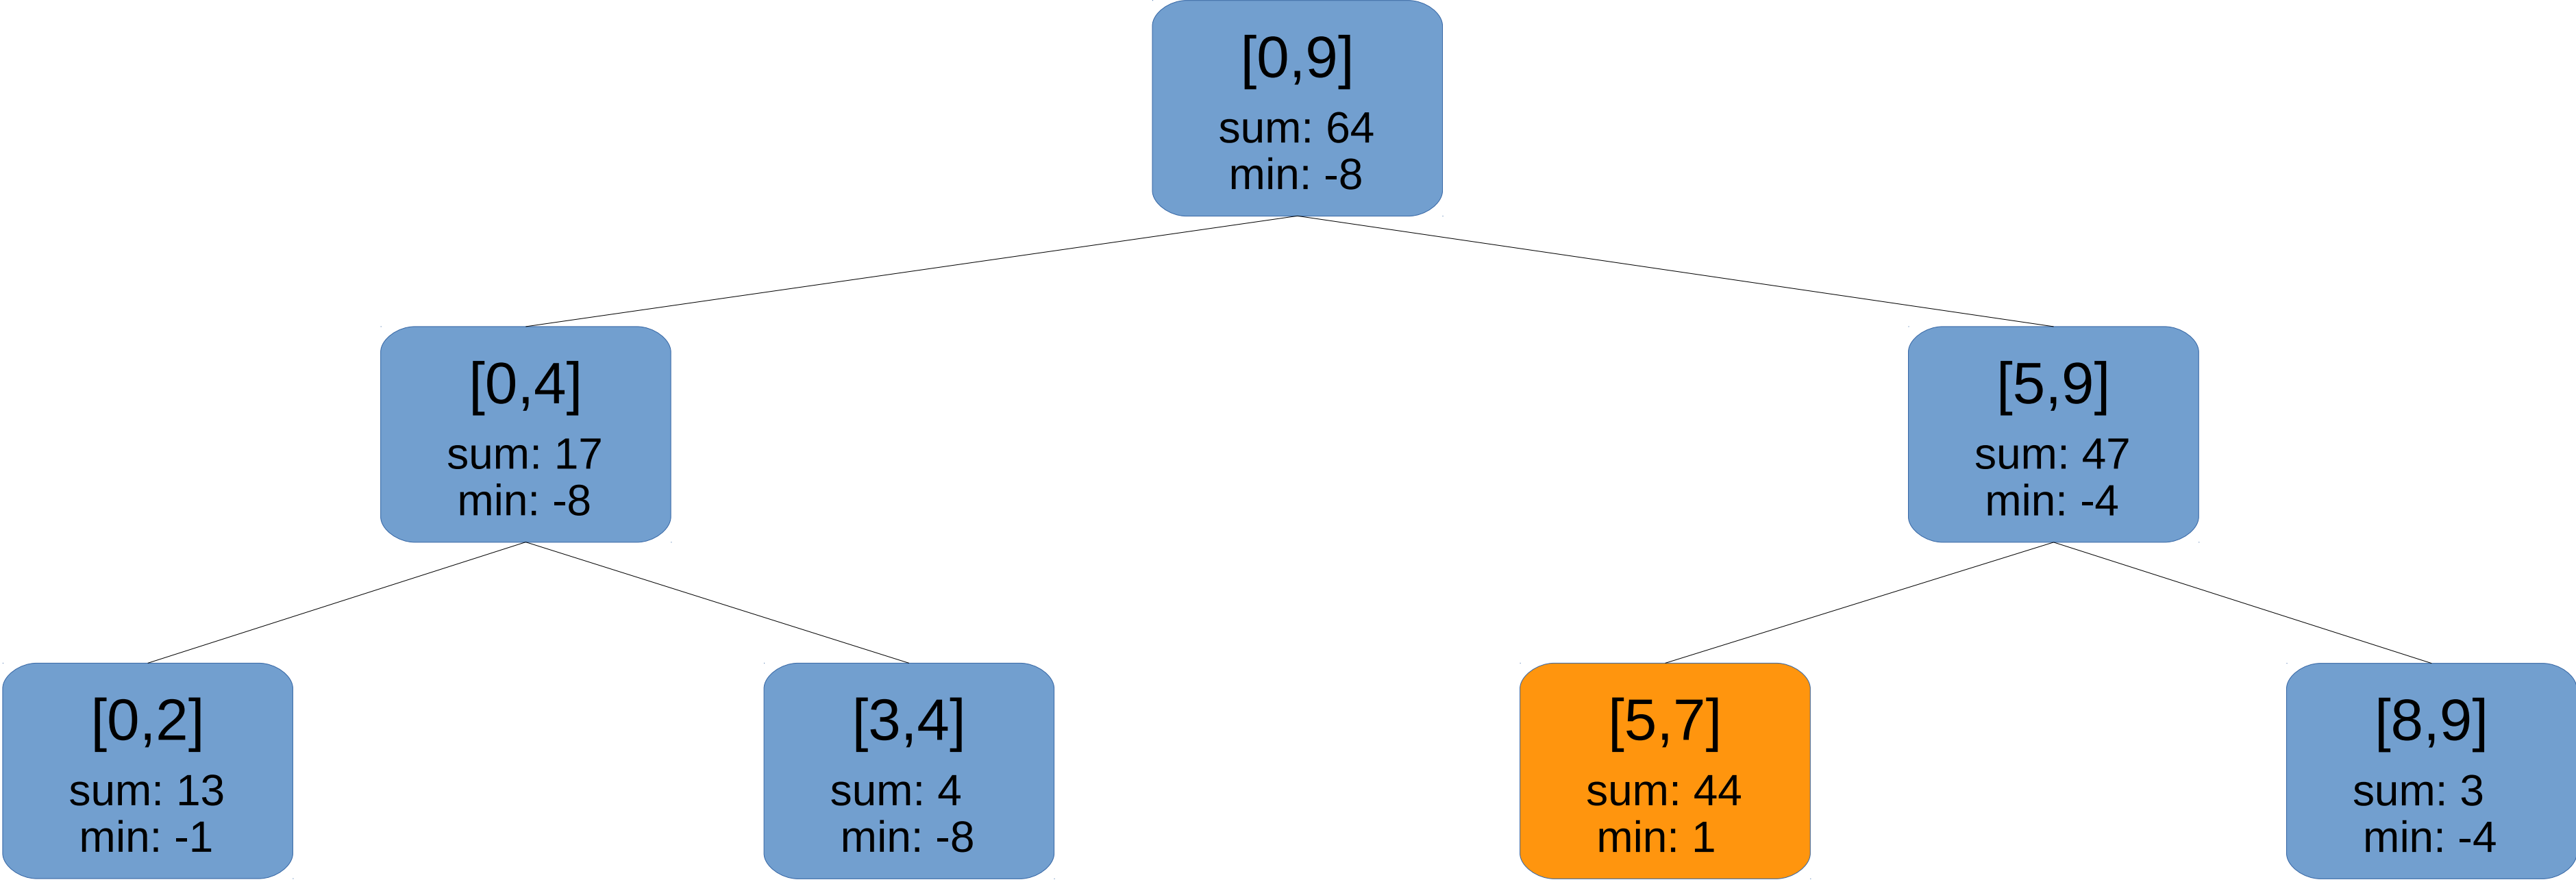 [0,9]
sum: 64
min: -8
[0,4]
sum: 17
min: -8
[5,9]
sum: 47
min: -4
[0,2]
sum: 13
min: -1
[3,4]
sum: 4
min: -8
[5,7]
sum: 44
min: 1
[8,9]
sum: 3
min: -4